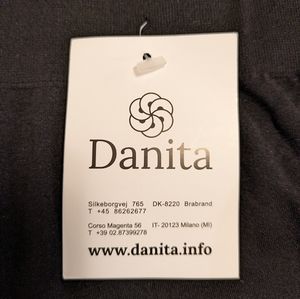 Danita
Silkeborgvej 765 DK-8220 Brabrand
T +45 86262677
Corso Magenta 56 IT- 20123 Milano (MI)
T +39 02.87399278
www.danita.info